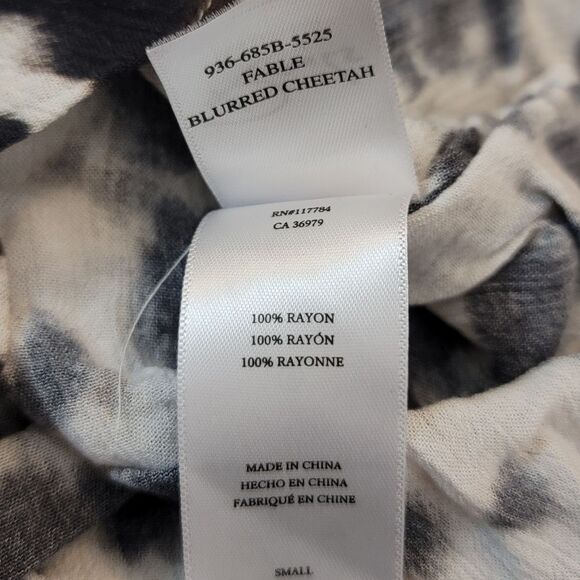 936-685B-5525
FABLE
BLURRED CHEETAH
RN#117784
CA 36979
100% RAYON
100% RAYÓN
100% RAYONNE
MADE IN CHINA
HECHO EN CHINA
FABRIQUÉ EN CHINE
SMALL